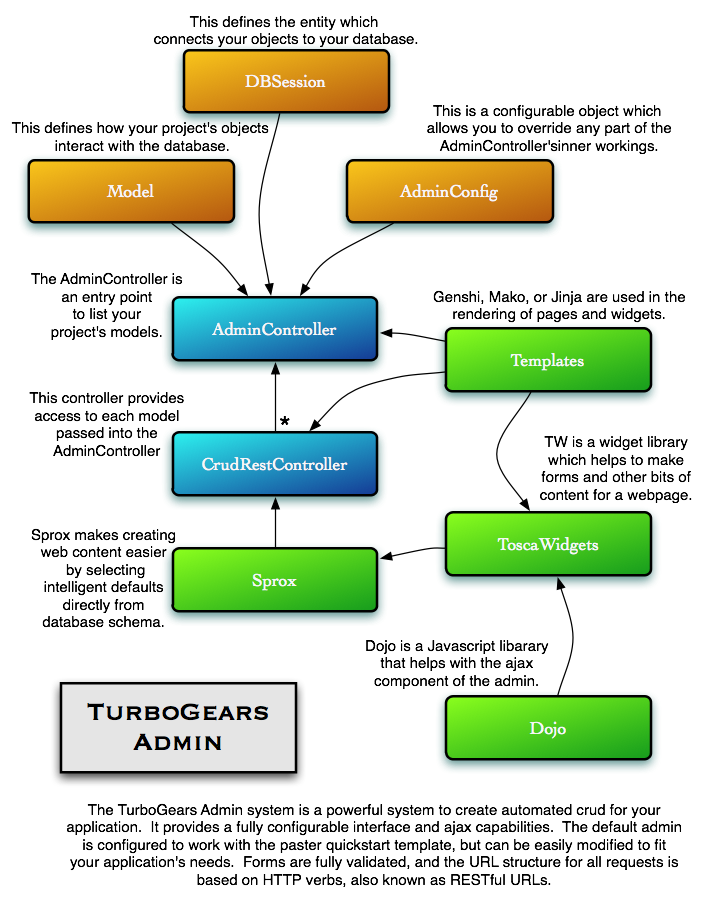 This defines the entity which
connects your objects to your database.
DBSession
This is a configurable object which
allows you to override any part of the
AdminController'sinner workings.
This defines how your project's objects
interact with the database.
Model
AdminConfig
The AdminController is
an entry point
to list your
project's models.
AdminController
Genshi, Mako, or Jinja are used in the
rendering of pages and widgets.
Templates
This controller provides
access to each model
passed into the
AdminController
*
CrudRestController
TW is a widget library
which helps to make
forms and other bits of
content for a webpage.
ToscaWidgets
Sprox makes creating
web content easier
by selecting
intelligent defaults
directly from
database schema.
Sprox
Dojo is a Javascript libarary
that helps with the ajax
component of the admin.
Dojo
TurboGears
Admin
The TurboGears Admin system is a powerful system to create automated crud for your
application.  It provides a fully configurable interface and ajax capabilities.  The default admin
is configured to work with the paster quickstart template, but can be easily modified to fit
your application's needs.  Forms are fully validated, and the URL structure for all requests is
based on HTTP verbs, also known as RESTful URLs.